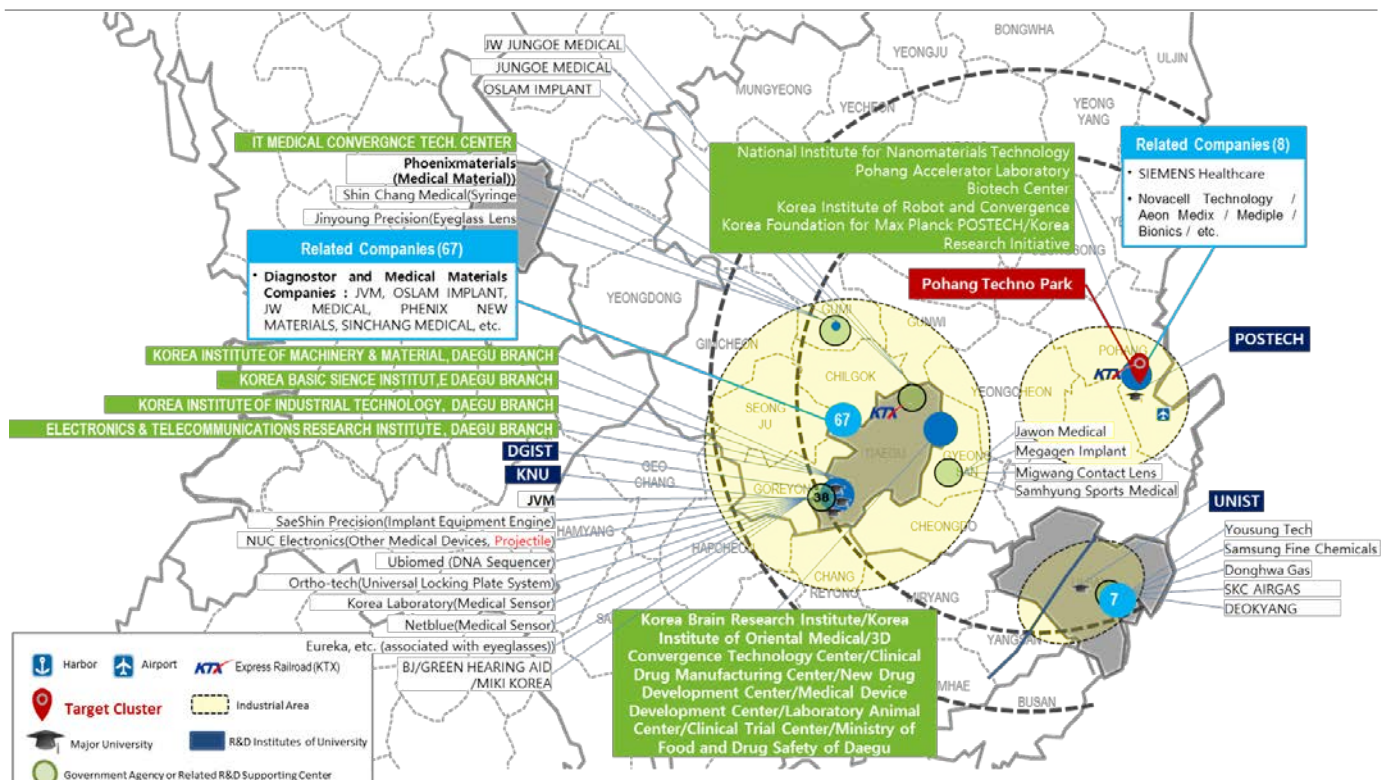 JW JUNGOE MEDICAL
JUNGOE MEDICAL
OSLAM IMPLANT
IT MEDICAL CONVERGNCE TECH. CENTER
Phoenixmaterials
(Medical Material))
Shin Chang Medical(Syringe
Jinyoung Precision(Eyeglass Lens
Related Companies (67)
• Diagnostor and Medical Materials
Companies : JVM, OSLAM IMPLANT,
JW MEDICAL, PHENIX NEW
MATERIALS, SINCHANG MEDICAL, etc.
KOREA INSTITUTE OF MACHINERY & MATERIAL, DAEGU BRANCH
KOREA BASIC SIENCE INSTITUT,E DAEGU BRANCH
KOREA INSTITUTE OF INDUSTRIAL TECHNOLOGY, DAEGU BRANCH
ELECTRONICS & TELECOMMUNICATIONS RESEARCH INSTITUTE, DAEGU BRANCH
DGIST
KNU
JVM
SaeShin Precision(Implant Equipment Engine)
NUC Electronics(Other Medical Devices, Projectile)
Ubiomed (DNA Sequencer)
Ortho-tech(Universal Locking Plate System)
Korea Laboratory(Medical Sensor)
Netblue(Medical Sensor)
Eureka, etc. (associated with eyeglasses))
BJ/GREEN HEARING AID
/MIKI KOREA
BONGWHA
YEONGJU
ULJIN
MUNGYEONG
YECHEON
YEONG
YANG
National Institute for Nanomaterials Technology
Pohang Accelerator Laboratory
Biotech Center
Korea Institute of Robot and Convergence
Korea Foundation for Max Planck POSTECH/Korea
Research Initiative
Related Companies (8)
• SIEMENS Healthcare
• Novacell Technology /
Aeon Medix / Mediple /
Bionics / etc.
Pohang Techno Park
POSTECH
YEONGDONG
GUMI
GUNWI
GIMCHEON
CHILGOK
POHANG
KTX
YEONGCHEON
SEONG
JU
67
KTX
DAEGU
GYEONG
SAN
Jawon Medical
Megagen Implant
Migwang Contact Lens
Samhyung Sports Medical
GEO
CHANG
GOREYONG
38
HAMYANG
HAPCHEON
CHEONGDO
CHANG
REYONG
MIRYANG
UNIST
Yousung Tech
Samsung Fine Chemicals
Donghwa Gas
SKC AIRGAS
DEOKYANG
7
YANGSAN
MHAE
BUSAN
Korea Brain Research Institute/Korea
Institute of Oriental Medical/3D
Convergence Technology Center/Clinical
Drug Manufacturing Center/New Drug
Development Center/Medical Device
Development Center/Laboratory Animal
Center/Clinical Trial Center/Ministry of
Food and Drug Safety of Daegu
Harbor
Airport
KTX Express Railroad (KTX)
Target Cluster
Industrial Area
Major University
R&D Institutes of University
Government Agency or Related R&D Supporting Center